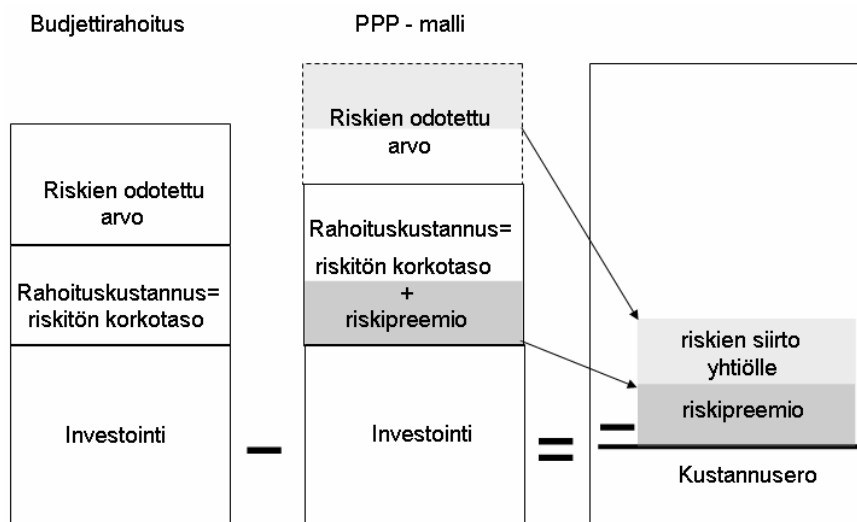 Budjettirahoitus
PPP - malli
Riskien odotettu
arvo
Rahoituskustannus=
riskitön korkotaso
Investointi
Riskien odotettu
arvo
Rahoituskustannus=
riskitön korkotaso
+
riskipreemio
Investointi
riskien siirto
yhtiölle
riskipreemio
Kustannusero